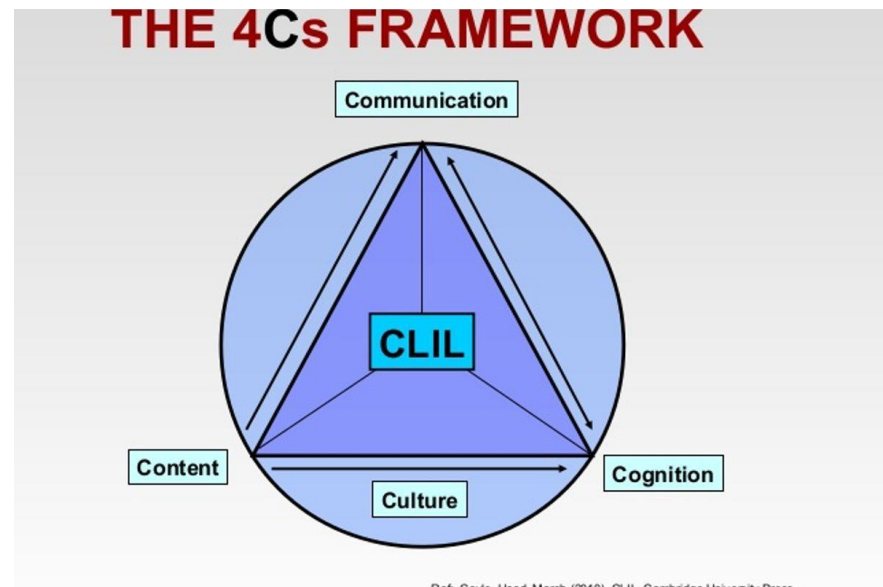 THE 4Cs FRAMEWORK
Communication
CLIL
Content
Cognition
Culture